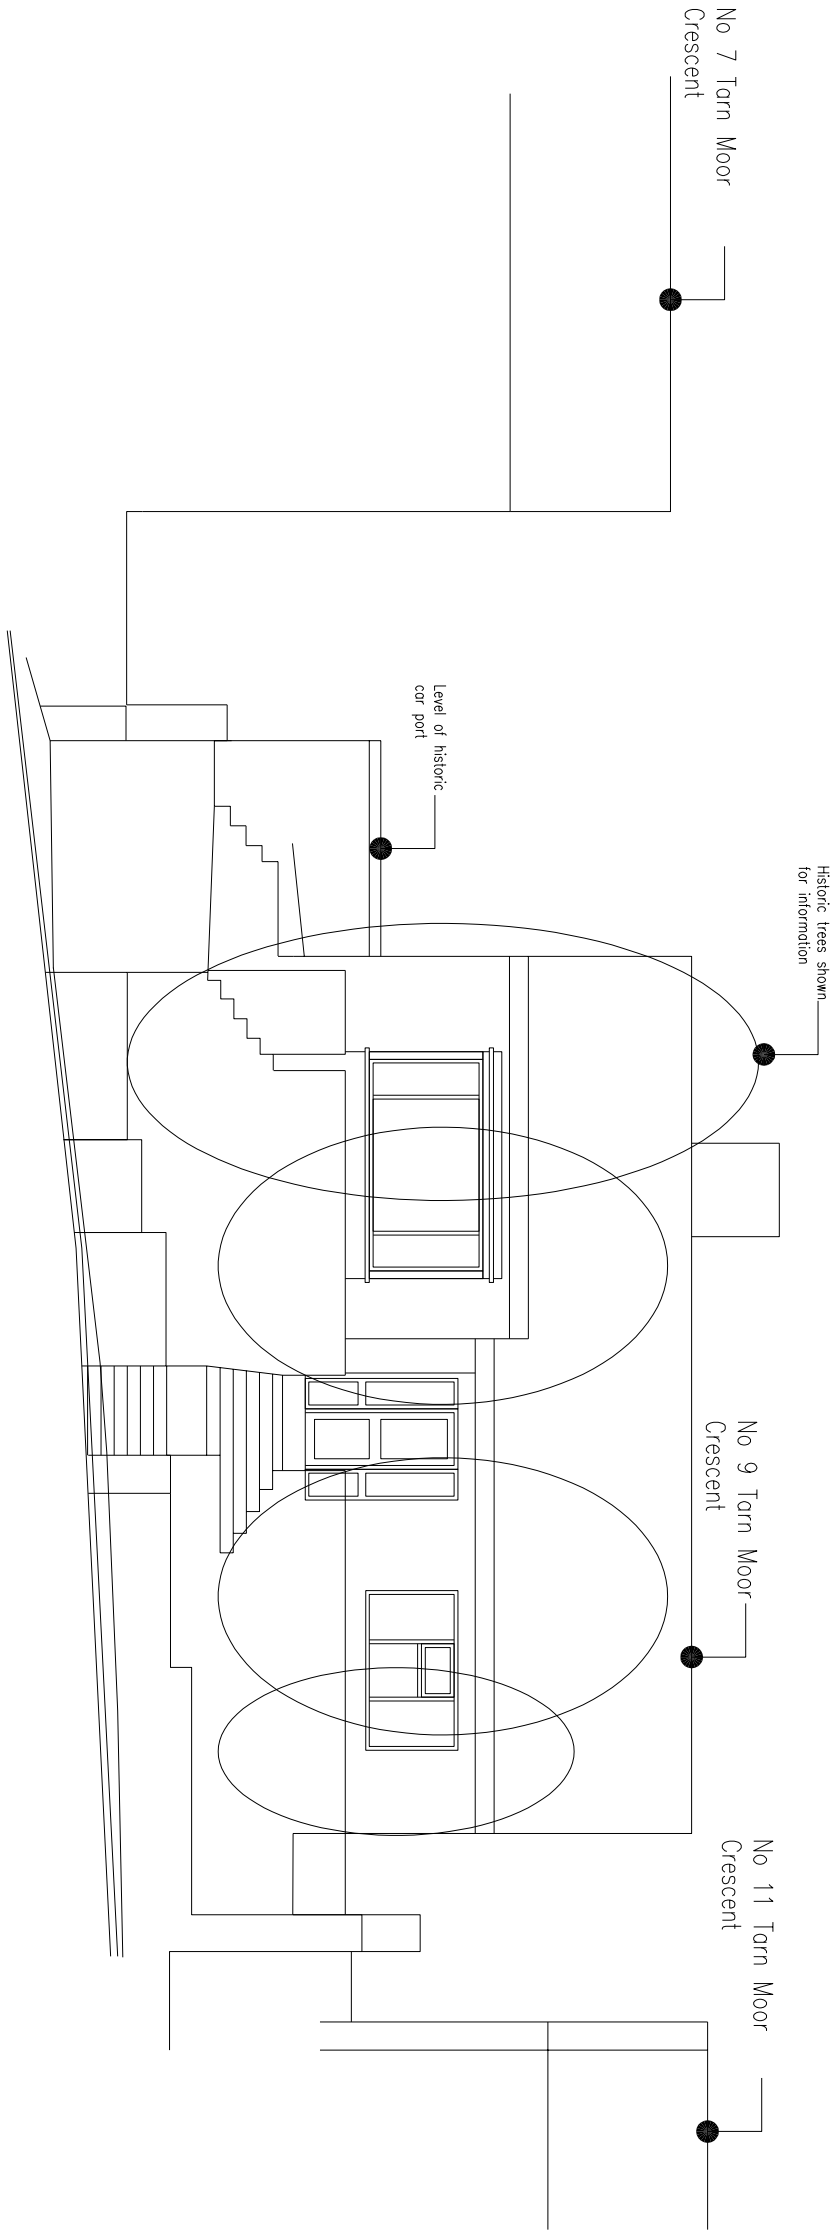 No 7 Tarn Moor
Crescent
Level of historic
car port
Historic trees shown
for information
No 9 Tarn Moor
Crescent
No 11 Tarn Moor
Crescent